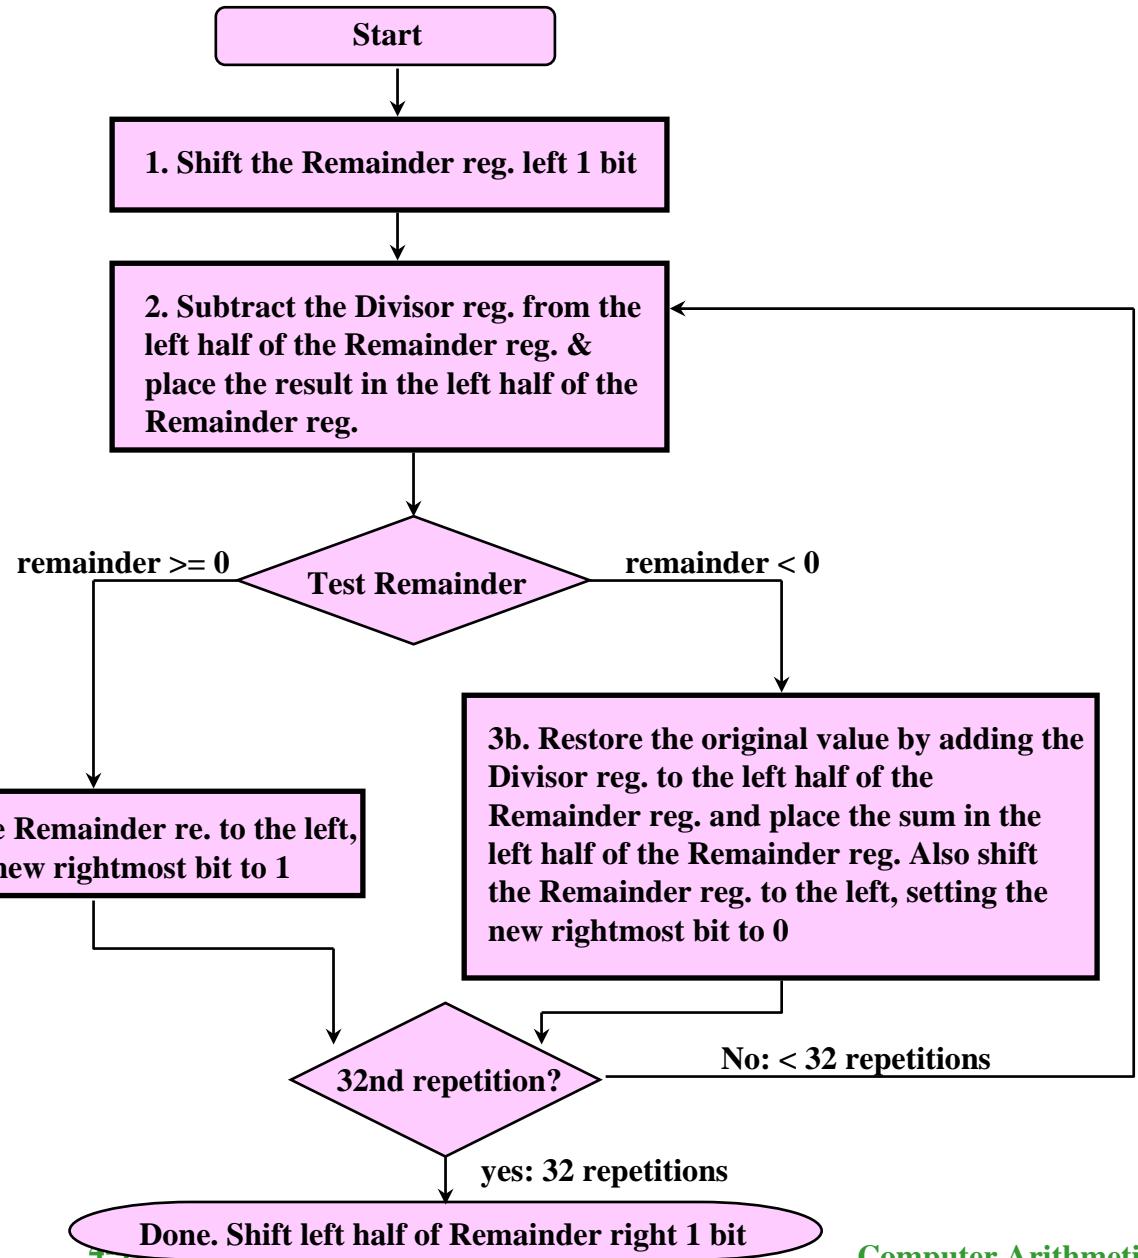 Start
1. Shift the Remainder reg. left 1 bit
2. Subtract the Divisor reg. from the
left half of the Remainder reg. &
place the result in the left half of the
Remainder reg.
remainder >= 0
Test Remainder
remainder < 0
3b. Restore the original value by adding the
Divisor reg. to the left half of the
Remainder reg. and place the sum in the
left half of the Remainder reg. Also shift
the Remainder reg. to the left, setting the
new rightmost bit to 0
Remainder re. to the left,
new rightmost bit to 1
32nd repetition?
No: < 32 repetitions
yes: 32 repetitions
Done. Shift left half of Remainder right 1 bit
Computer